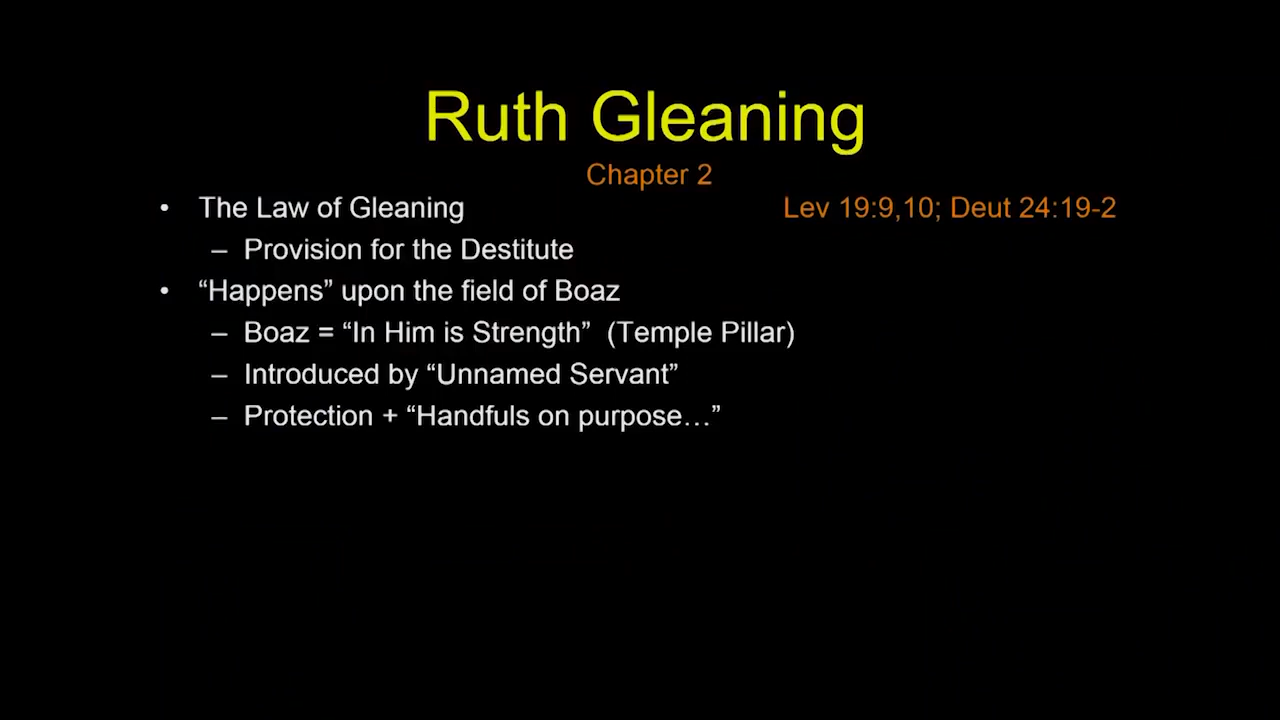 Ruth Gleaning
Chapter 2
• The Law of Gleaning Lev 19:9,10; Deut 24:19-2
– Provision for the Destitute
• “Happens” upon the field of Boaz
– Boaz = “In Him is Strength” (Temple Pillar)
– Introduced by “Unnamed Servant”
– Protection + “Handfuls on purpose…”